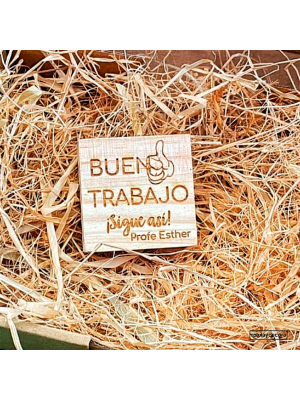 BUEN
TRABAJO
¡Sigue así!
Profe Esther